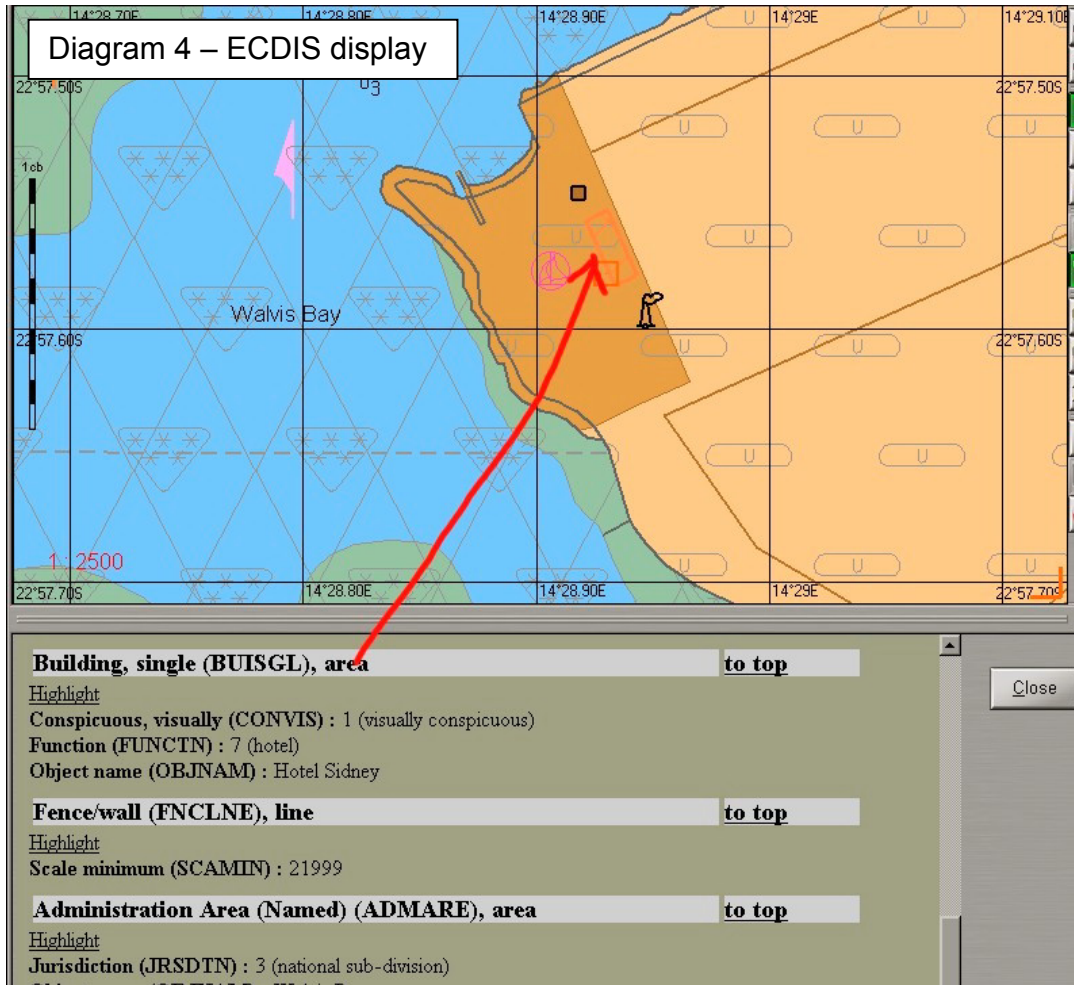 14°28.70E 14°28.80E 14°28.90E U 14°29E U 14°29.10E
Diagram 4 – ECDIS display
22°57.50S U3 22°57.50S
U U U
1cb
U U U
Walvis Bay
22°57.60S 22°57.60S
U U U
U U
1:2500
U U U
22°57.70S 14°28.80E 14°28.90E 14°29E 22°57.70S
Building, single (BUISGL), area to top
Highlight
Conspicuous, visually (CONVIS) : 1 (visually conspicuous)
Function (FUNCTN) : 7 (hotel)
Object name (OBJNAM) : Hotel Sidney
Close
Fence/wall (FNCLNE), line to top
Highlight
Scale minimum (SCAMIN) : 21999
Administration Area (Named) (ADMARE), area to top
Highlight
Jurisdiction (JRSDTN) : 3 (national sub-division)